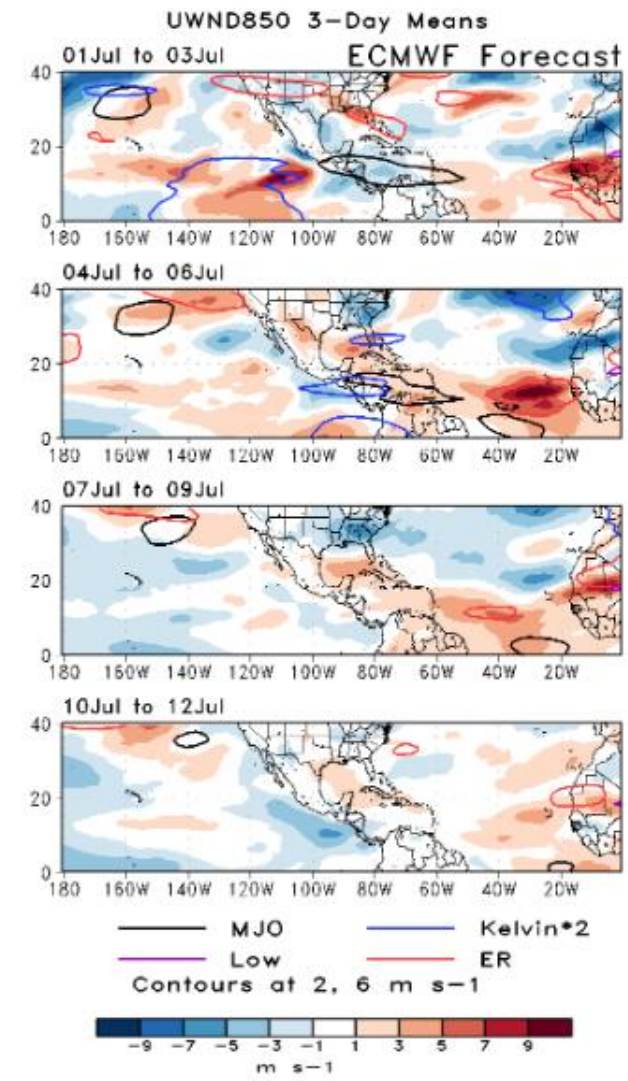 UWND850 3-Day Means
01Jul to 03Jul ECMWF Forecast
40
20
0
180 160W 140W 120W 100W 80W 60W 40W 20W
04Jul to 06Jul
40
20
0
180 160W 140W 120W 100W 80W 60W 40W 20W
07Jul to 09Jul
40
20
0
180 160W 140W 120W 100W 80W 60W 40W 20W
10Jul to 12Jul
40
20
0
180 160W 140W 120W 100W 80W 60W 40W 20W
MJO Kelvin*2
Low ER
Contours at 2, 6 m s-1
-9 -7 -5 -3 -1 1 3 5 7 9
m s-1